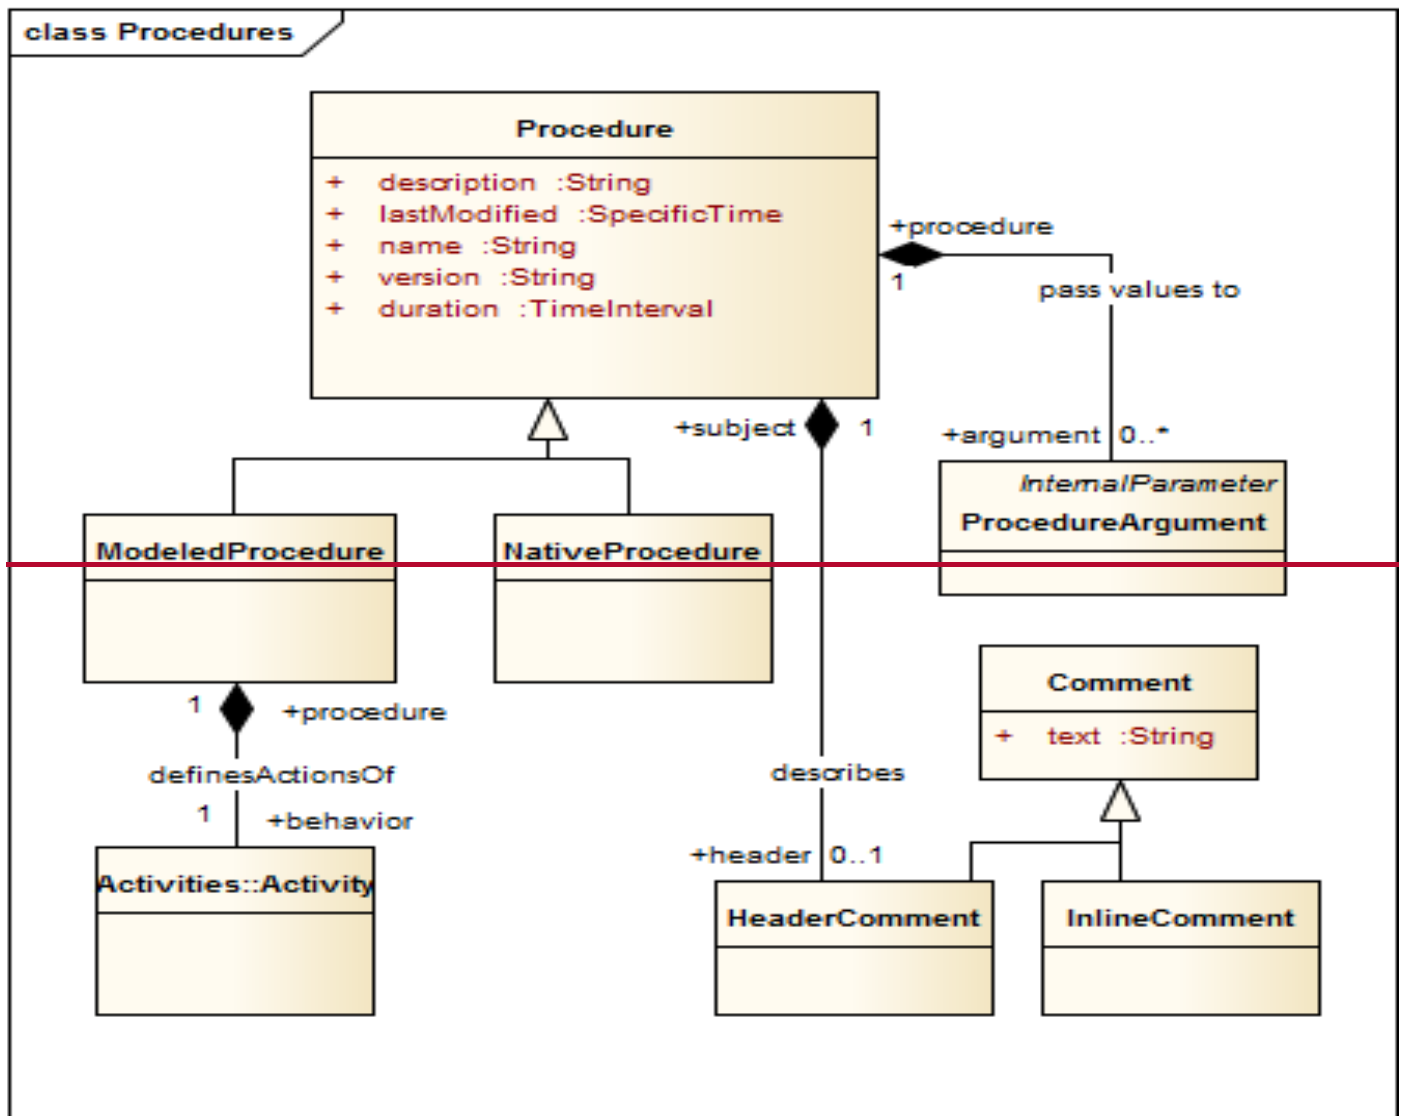 class Procedures
Procedure
+ description :String
+ lastModified :SpecificTime
+ name :String
+ version :String
+ duration :TimeInterval
+procedure
1
pass values to
+subject
1
+argument 0..*
InternalParameter
ProcedureArgument
ModeledProcedure
NativeProcedure
1
+procedure
definesActionsOf
1
+behavior
Activities::Activity
Comment
+ text :String
describes
+header 0..1
HeaderComment
InlineComment